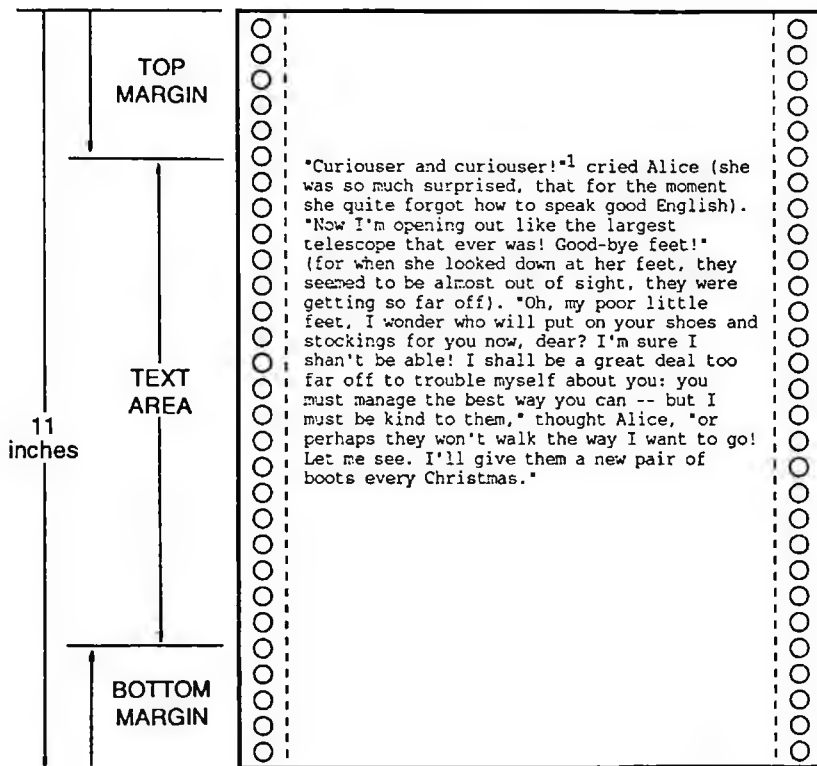 TOP
MARGIN
TEXT
AREA
11
inches
BOTTOM
MARGIN
"Curiouser and curiouser!"1 cried Alice (she
was so much surprised, that for the moment
she quite forgot how to speak good English).
"Now I'm opening out like the largest
telescope that ever was! Good-bye feet!"
(for when she looked down at her feet, they
seemed to be almost out of sight, they were
getting so far off). "Oh, my poor little
feet, I wonder who will put on your shoes and
stockings for you now, dear? I'm sure I
shan't be able! I shall be a great deal too
far off to trouble myself about you: you
must manage the best way you can -- but I
must be kind to them," thought Alice, "or
perhaps they won't walk the way I want to go!
Let me see. I'll give them a new pair of
boots every Christmas."